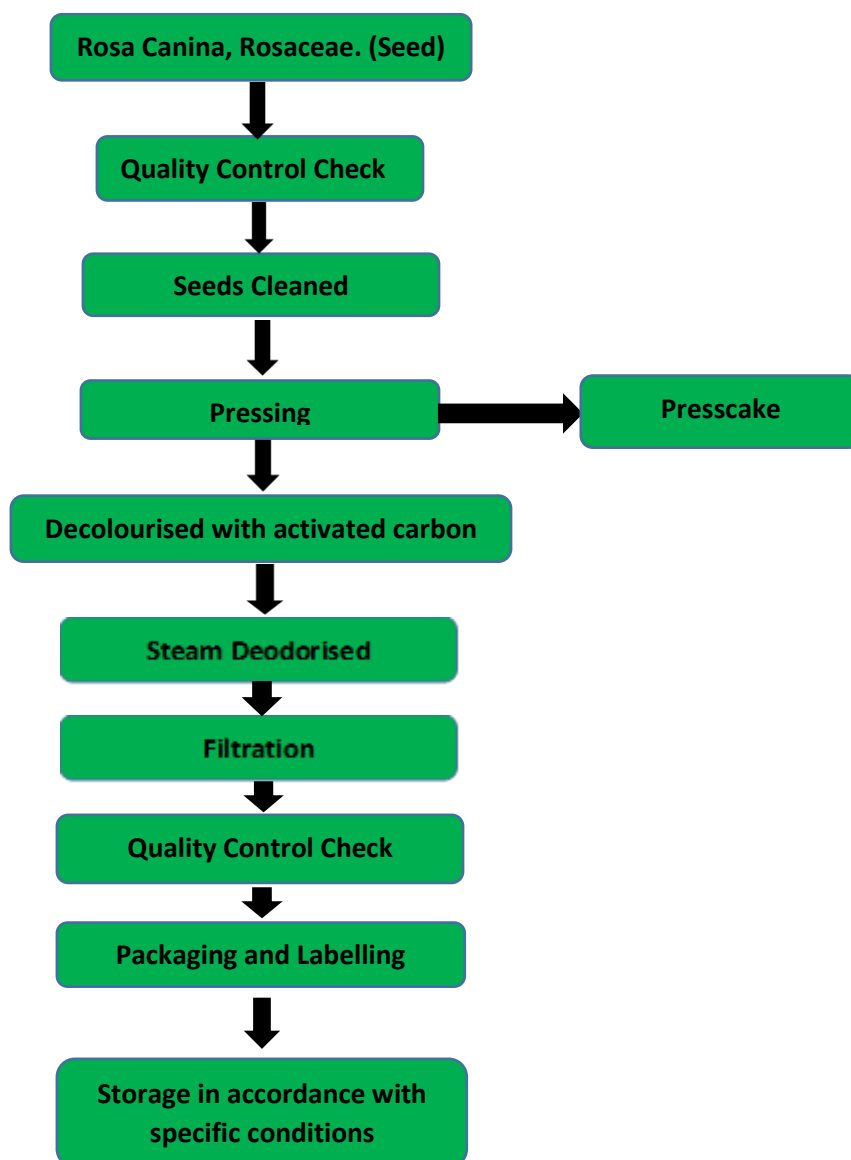 Rosa Canina, Rosaceae. (Seed)
Quality Control Check
Seeds Cleaned
Pressing
Presscake
Decolourised with activated carbon
Steam Deodorised
Filtration
Quality Control Check
Packaging and Labelling
Storage in accordance with
specific conditions